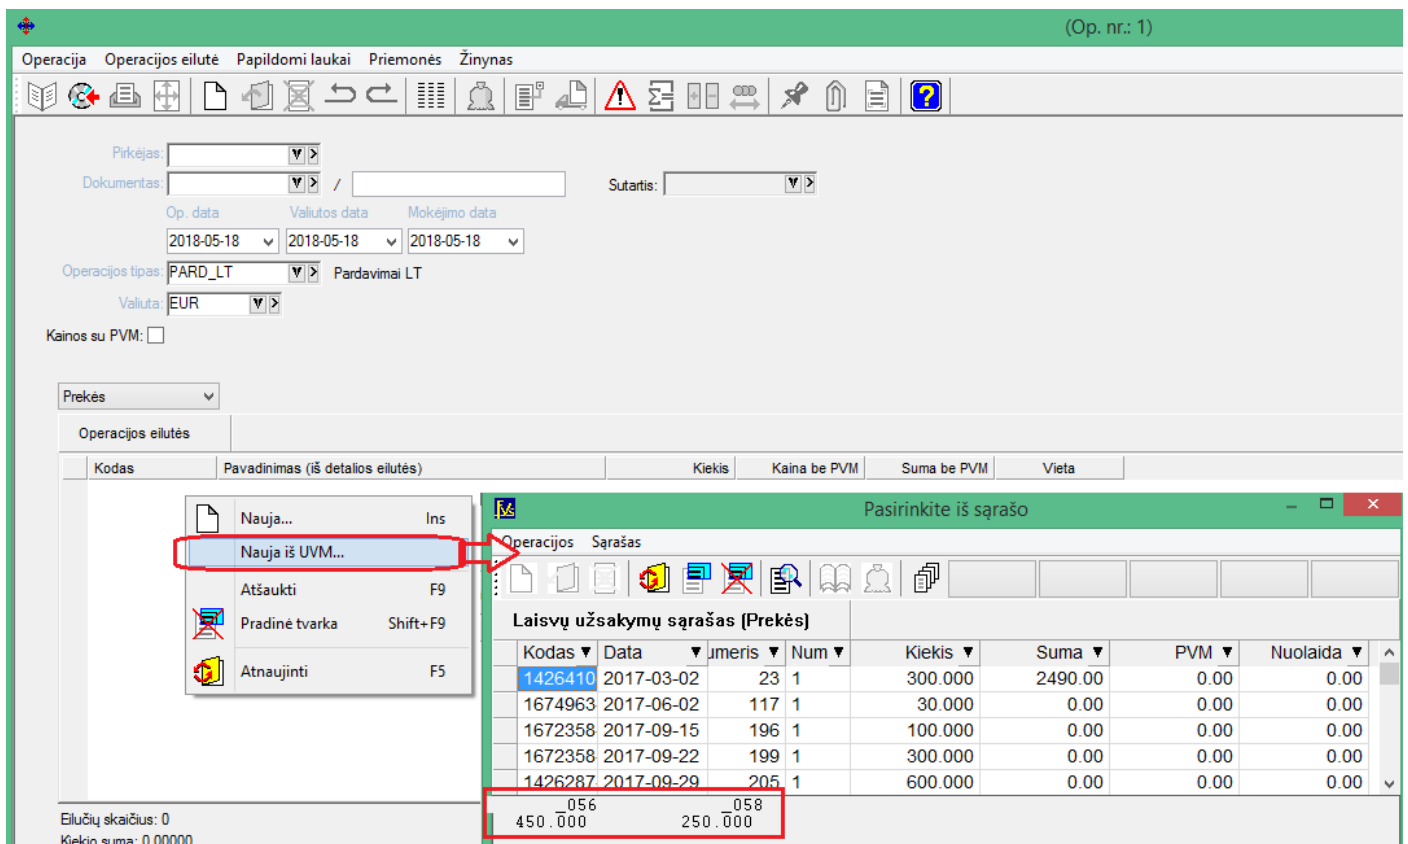 (Op. nr.: 1)
Operacija Operacijos eilutė Papildomi laukai Priemonės Žinynas
Pirkėjas:
Dokumentas: / Sutartis:
Op. data Valiutos data Mokėjimo data
2018-05-18 2018-05-18 2018-05-18
Operacijos tipas: PARD_LT Pardavimai LT
Valiuta: EUR
Kainos su PVM:
Prekės
Operacijos eilutės
Kodas Pavadinimas (iš detalios eilutės) Kiekis Kaina be PVM Suma be PVM Vieta
Nauja... Ins
Nauja iš UVM...
Atšaukti F9
Pradinė tvarka Shift+F9
Atnaujinti F5
Pasirinkite iš sąrašo
Operacijos Sąrašas
Laisvų užsakymų sąrašas (Prekės)
Kodas Data umeris Num Kiekis Suma PVM Nuolaida
1426410 2017-03-02 23 1 300.000 2490.00 0.00 0.00
1674963 2017-06-02 117 1 30.000 0.00 0.00 0.00
1672358 2017-09-15 196 1 100.000 0.00 0.00 0.00
1672358 2017-09-22 199 1 300.000 0.00 0.00 0.00
1426287 2017-09-29 205 1 600.000 0.00 0.00 0.00
_056 _058
450.000 250.000
Eilučių skaičius: 0
Kiekio suma: 0.00000